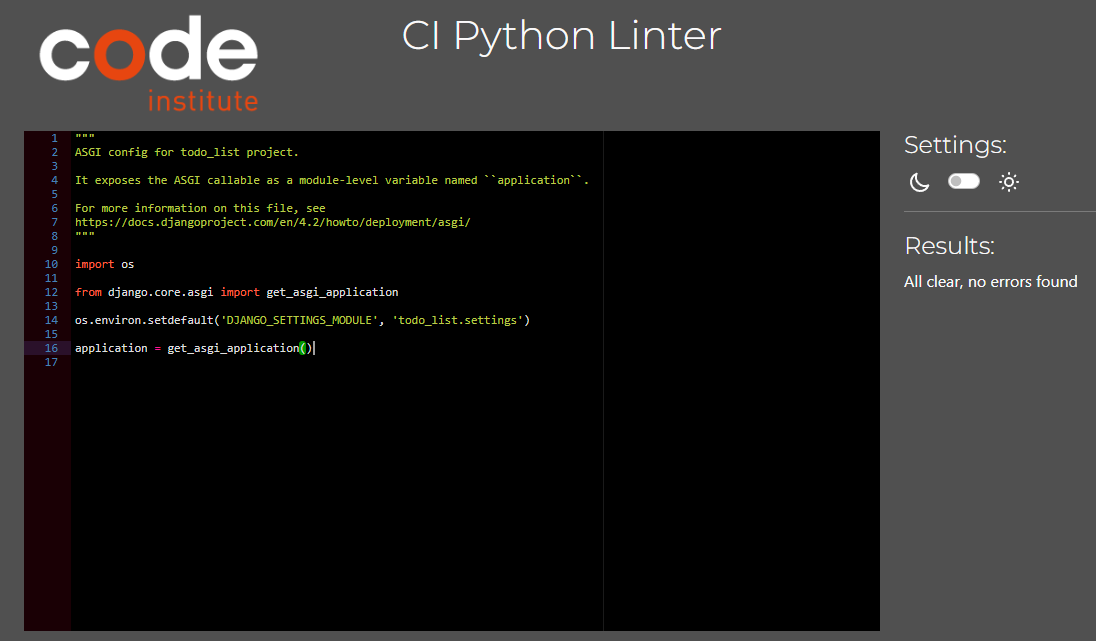 code
institute
CI Python Linter
1 """
2 ASGI config for todo_list project.
3
4 It exposes the ASGI callable as a module-level variable named ``application``.
5
6 For more information on this file, see
7 https://docs.djangoproject.com/en/4.2/howto/deployment/asgi/
8 """
9
10 import os
11
12 from django.core.asgi import get_asgi_application
13
14 os.environ.setdefault('DJANGO_SETTINGS_MODULE', 'todo_list.settings')
15
16 application = get_asgi_application()
17
Settings:
Results:
All clear, no errors found